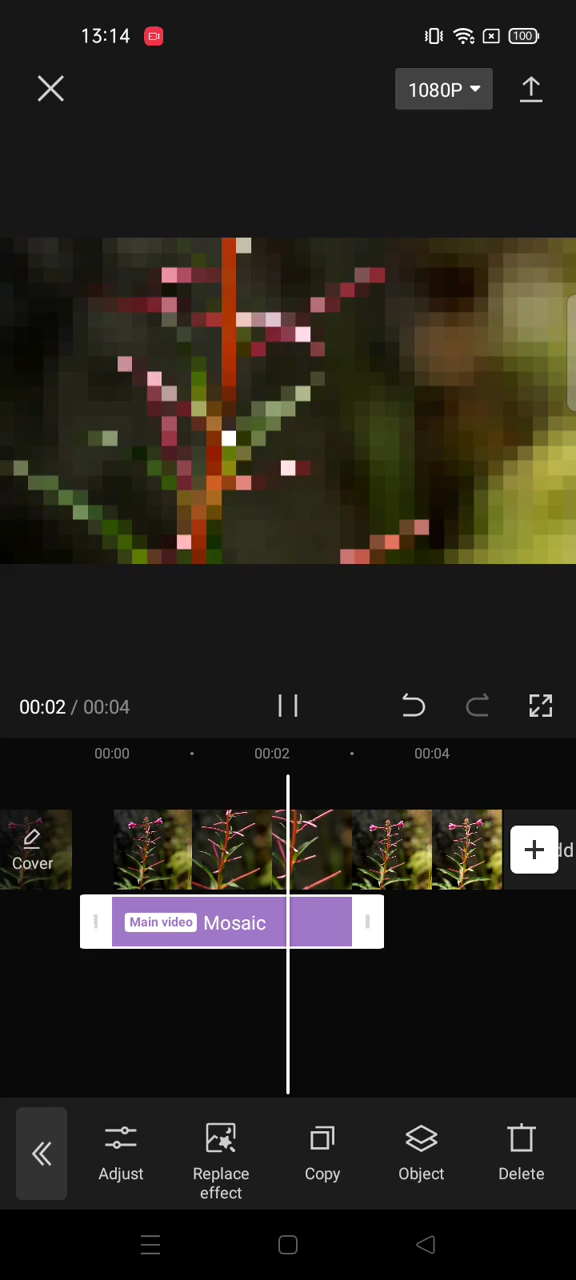 13:14
100
1080P
00:02 / 00:04
00:00 00:02 00:04
Cover
dd
Main video Mosaic
Adjust
Replace
effect
Copy
Object
Delete